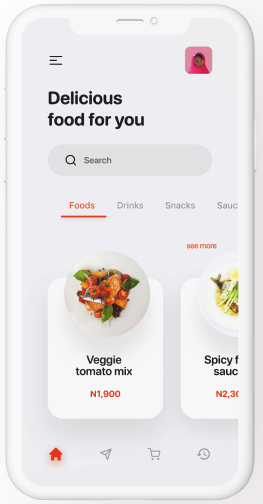 Delicious
food for you
Search
Foods Drinks Snacks Sauc
see more
Veggie
tomato mix
N1,900
Spicy f
sauc
N2,30